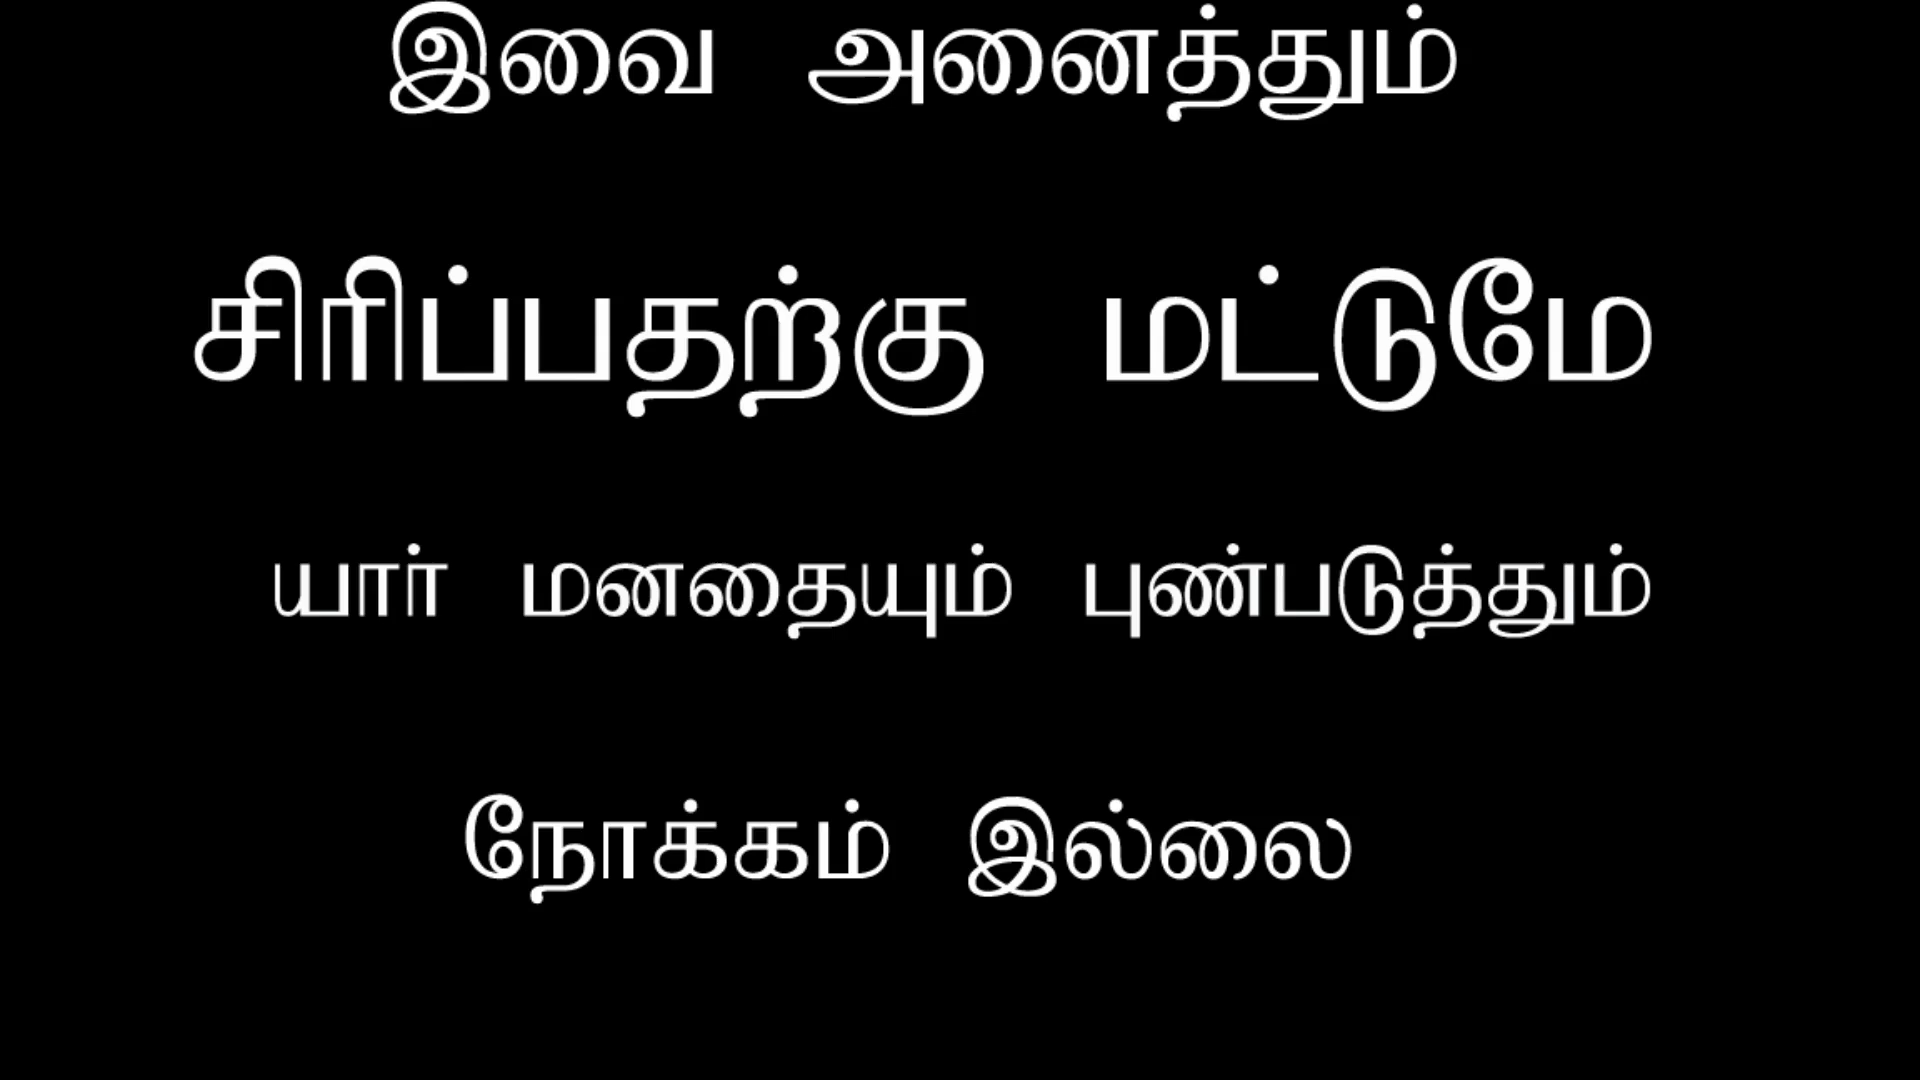 இவை அனைத்தும்
சிரிப்பதற்கு மட்டுமே
யார் மனதையும் புண்படுத்தும்
நோக்கம் இல்லை